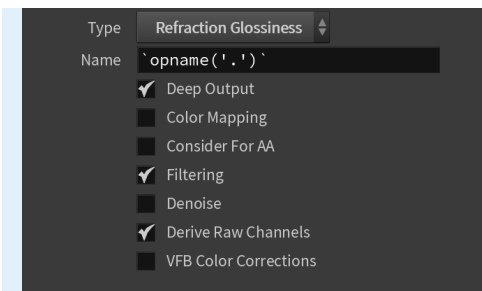 Type Refraction Glossiness
Name `opname('.')`
Deep Output
Color Mapping
Consider For AA
Filtering
Denoise
Derive Raw Channels
VFB Color Corrections